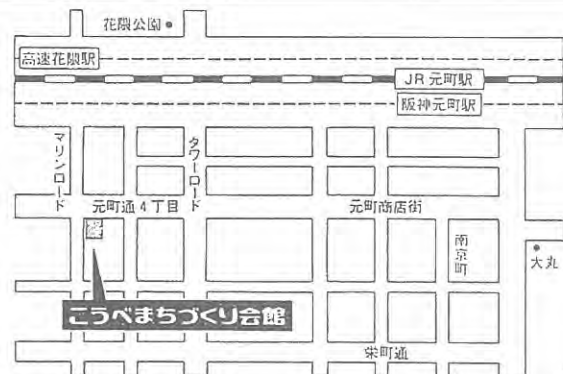 花隈公園
高速花隈駅
JR 元町駅
阪神元町駅
マリンロード
タワーロード
元町通4丁目
元町商店街
南京町
大丸
こうべまちづくり会館
栄町通